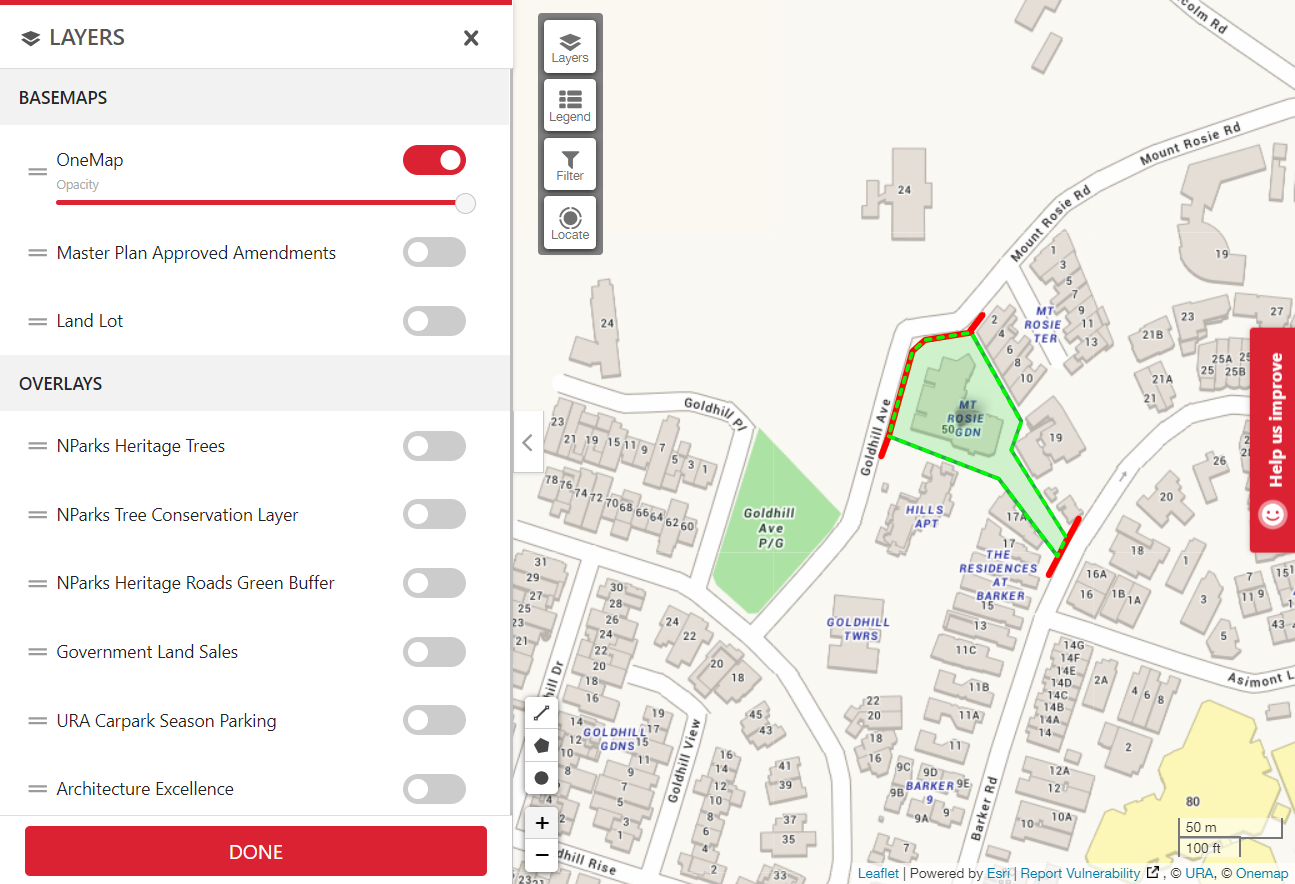 LAYERS
BASEMAPS
OneMap
Opacity
Master Plan Approved Amendments
Land Lot
OVERLAYS
NParks Heritage Trees
NParks Tree Conservation Layer
NParks Heritage Roads Green Buffer
Government Land Sales
URA Carpark Season Parking
Architecture Excellence
DONE
Layers
Legend
Filter
Locate
Mount Rosie Rd
Mount Rosie Rd
24
19
1
3
5
7
9
11
13
MT
ROSIE
TER
2
4
6
8
10
23
27
21B
25A
25
25B
21A
21
24
Goldhill Pl
Goldhill Ave
MT
ROSIE
GDN
50
19
23
21
19
15
11
9
7
5
3
1
78
76
74
72
70
68
66
64
62
60
Goldhill
Ave
P/G
HILLS
APT
17A
17
THE
RESIDENCES
AT
BARKER
15
13
11C
11B
11A
11
20
26
18
16A
16
1B
1A
1
3
5
7
11
9
43
31
29
27
25
23
21
30
28
26
24
22
20
18
16
24
22
20
18
GOLDHILL
TWRS
14G
14F
14E
14D
14C
14B
14A
14
2A
4
6
8
2
Asimont L
GOLDHILL
GDNS
14
12
10
8
19
17
15
11
9
7
5
3
1
Goldhill View
45
43
41
39
37
35
33
16
14
12
10
8
6
4
2
22
20
18
16
9C
9D
9E
9B
BARKER
9
9A
9
7
Barker Rd
12A
12
10
10A
80
hill Dr
dhill Rise
+
−
50 m
100 ft
Help us improve
Leaflet | Powered by Esri | Report Vulnerability , © URA, © Onemap